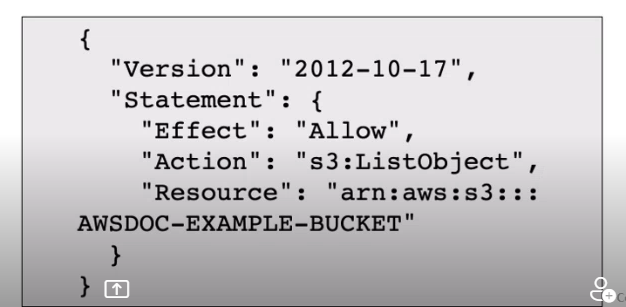 {
"Version": "2012-10-17",
"Statement": {
"Effect": "Allow",
"Action": "s3:ListObject",
"Resource": "arn:aws:s3:::
AWSDOC-EXAMPLE-BUCKET"
}
}